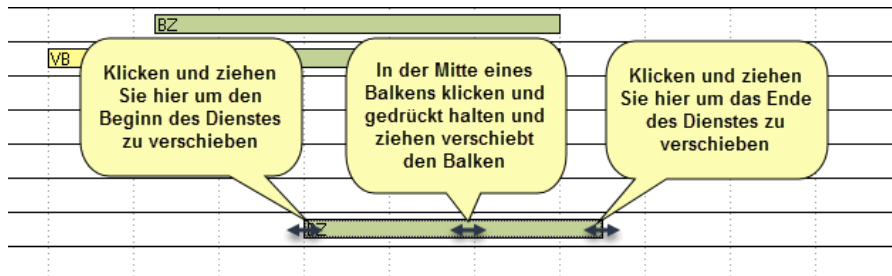 BZ
VB
Klicken und ziehen
Sie hier um den
Beginn des Dienstes
zu verschieben
In der Mitte eines
Balkens klicken und
gedrückt halten und
ziehen verschiebt
den Balken
Klicken und ziehen
Sie hier um das Ende
des Dienstes zu
verschieben
BZ